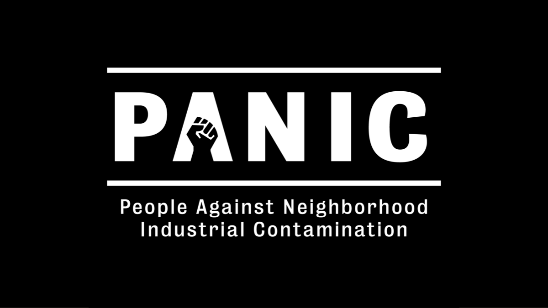 PANIC
People Against Neighborhood
Industrial Contamination